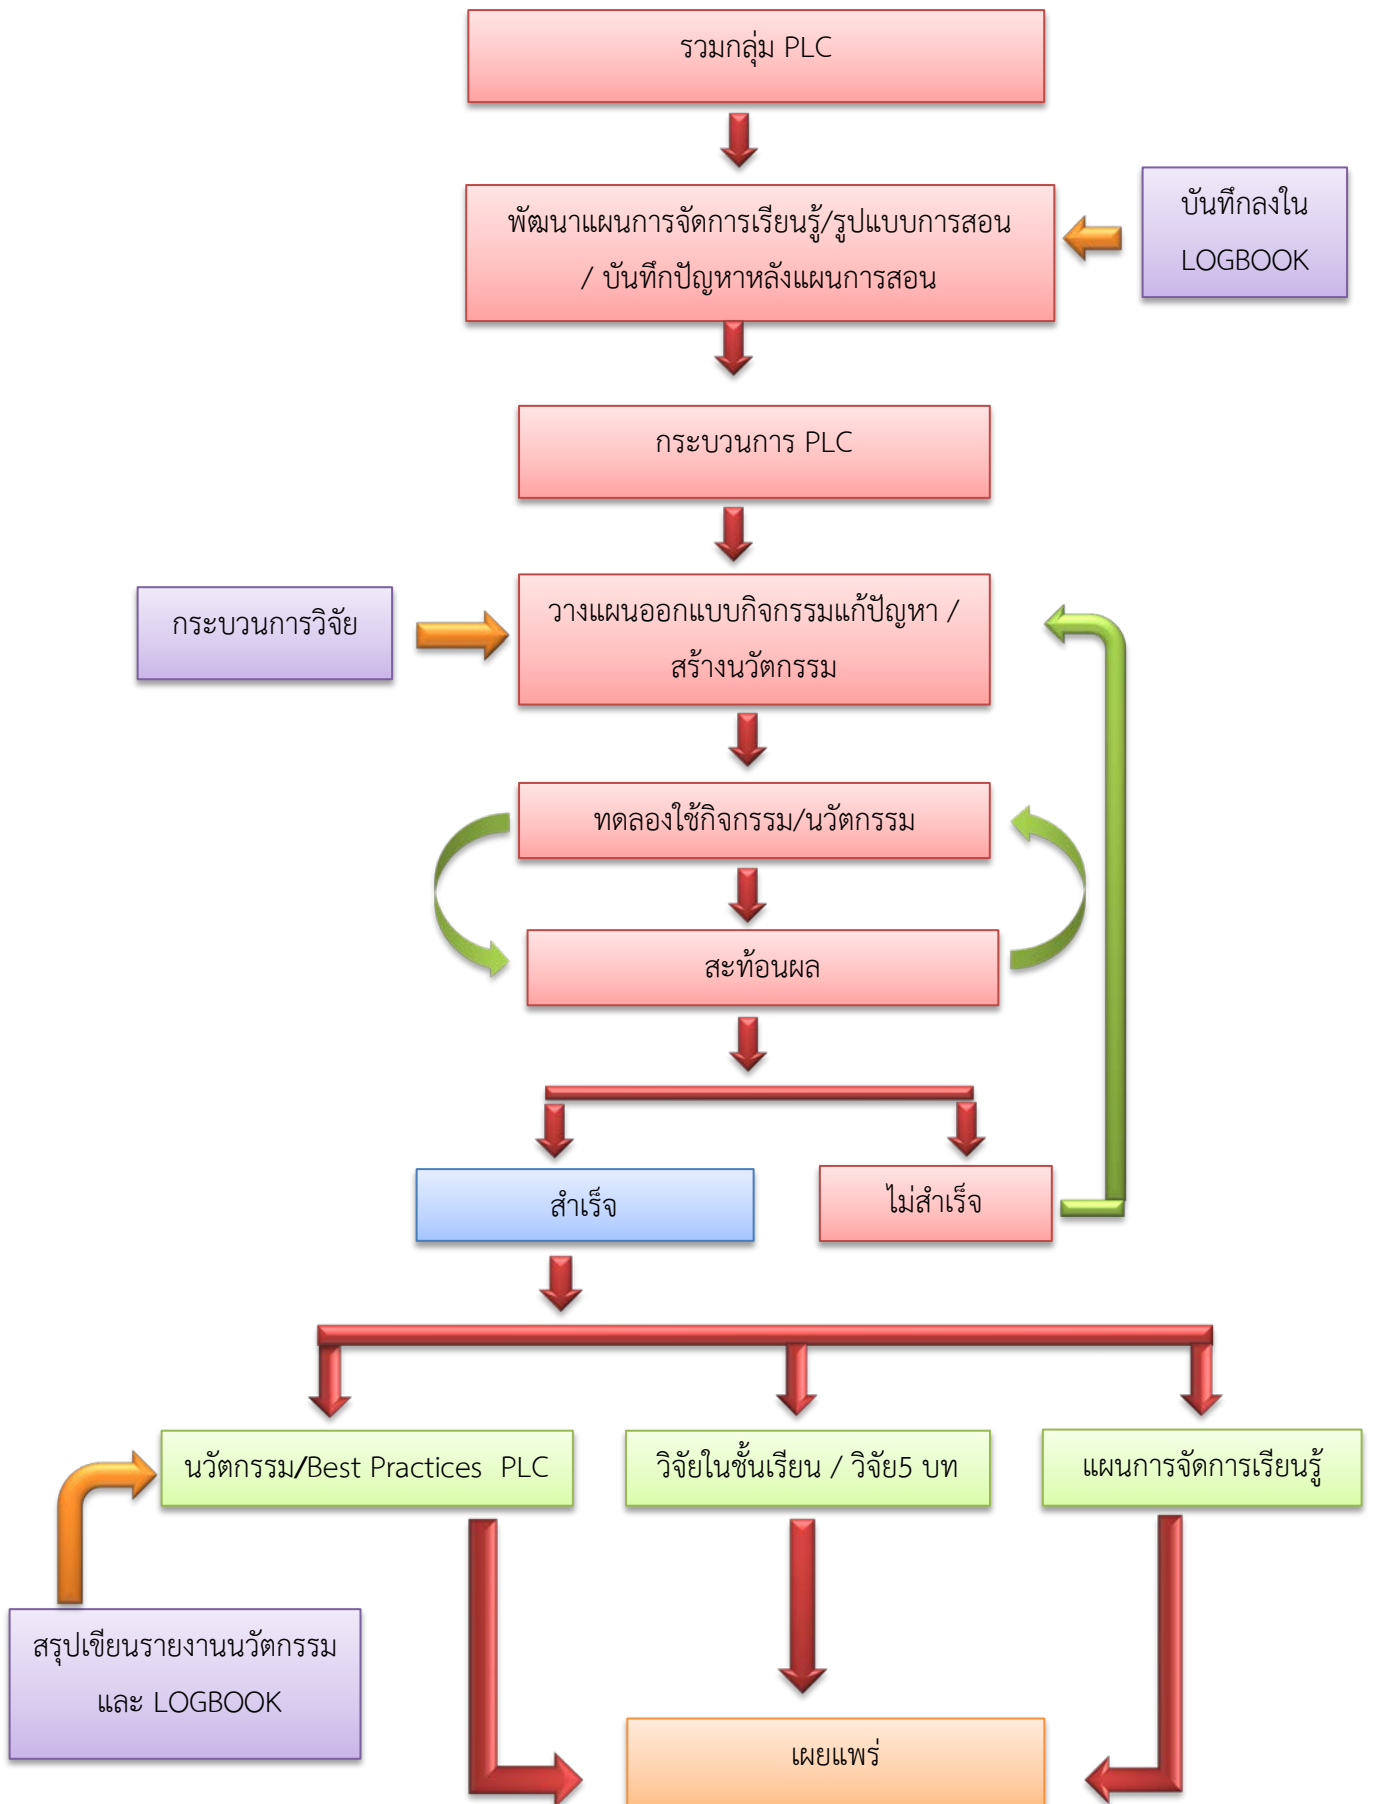 รวมกลุ่ม PLC
พัฒนาแผนการจัดการเรียนรู้/รูปแบบการสอน
/ บันทึกปัญหาหลังแผนการสอน
บันทึกลงใน
LOGBOOK
กระบวนการ PLC
กระบวนการวิจัย
วางแผนออกแบบกิจกรรมแก้ปัญหา /
สร้างนวัตกรรม
ทดลองใช้กิจกรรม/นวัตกรรม
สะท้อนผล
สำเร็จ
ไม่สำเร็จ
นวัตกรรม/Best Practices  PLC
วิจัยในชั้นเรียน / วิจัย5 บท
แผนการจัดการเรียนรู้
สรุปเขียนรายงานนวัตกรรม
และ LOGBOOK
เผยแพร่